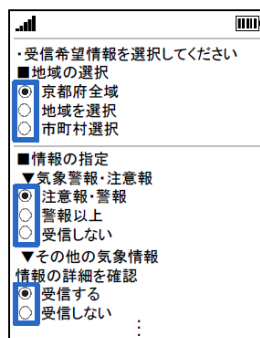 ・受信希望情報を選択してください
■地域の選択
京都府全域
地域を選択
市町村選択
■情報の指定
▼気象警報・注意報
注意報・警報
警報以上
受信しない
▼その他の気象情報
情報の詳細を確認
受信する
受信しない
：